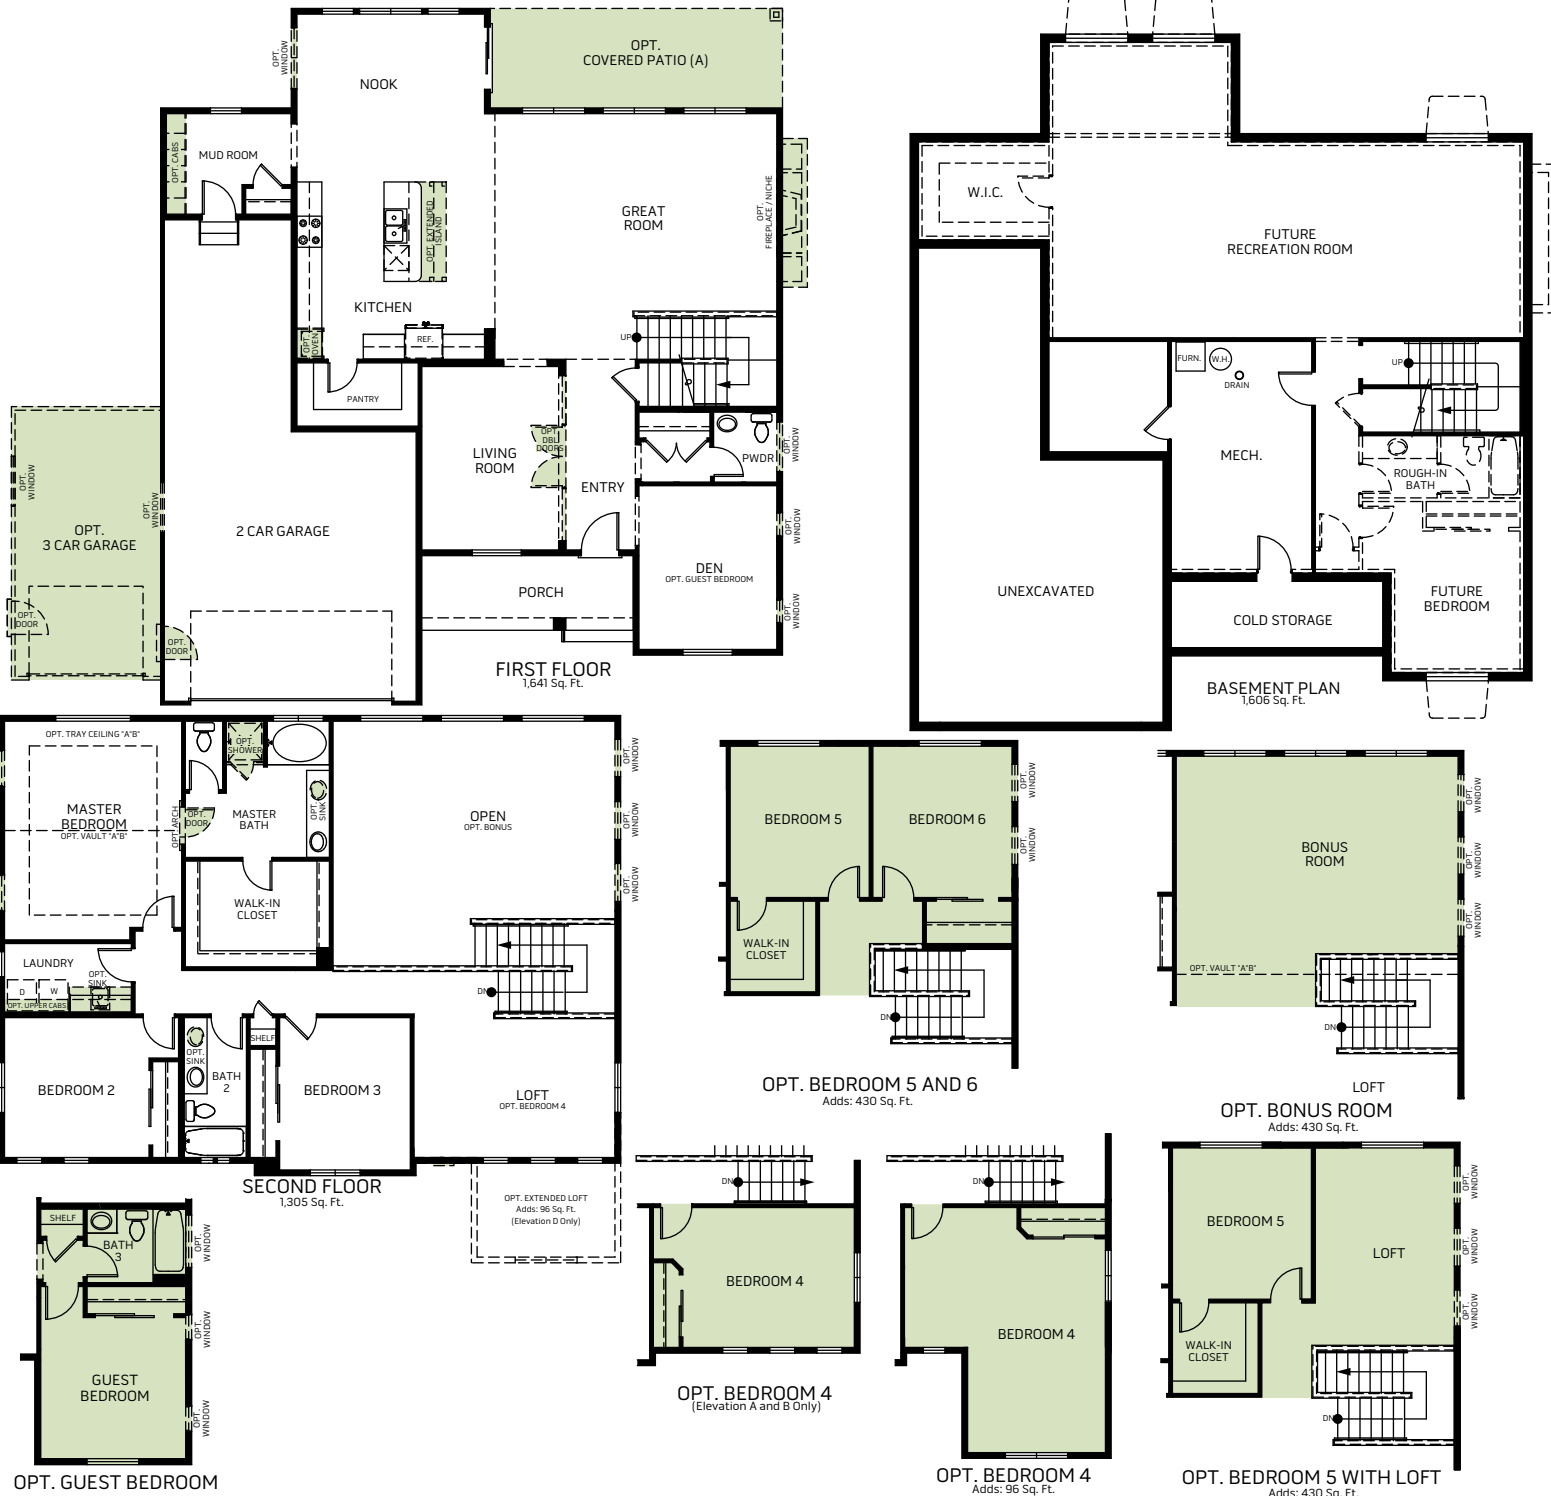 OPT.
WINDOW
NOOK
OPT.
COVERED PATIO (A)
OPT. CABS
MUD ROOM
OPT. EXTENDED
ISLAND
GREAT
ROOM
OPT.
FIREPLACE / NICHE
KITCHEN
OPT.
OVEN
REF.
UP
PANTRY
OPT.
WINDOW
OPT.
WINDOW
OPT.
3 CAR GARAGE
2 CAR GARAGE
LIVING
ROOM
OPT.
DBL
DOORS
ENTRY
PWDR
OPT.
WINDOW
OPT.
WINDOW
DEN
OPT. GUEST BEDROOM
OPT.
WINDOW
PORCH
OPT.
DOOR
OPT.
DOOR
FIRST FLOOR
1,641 Sq. Ft.
W.I.C.
FUTURE
RECREATION ROOM
FURN.
W.H.
DRAIN
UP
MECH.
ROUGH-IN
BATH
UNEXCAVATED
COLD STORAGE
FUTURE
BEDROOM
BASEMENT PLAN
1,606 Sq. Ft.
OPT. TRAY CEILING "A"B"
MASTER
BEDROOM
OPT. VAULT "A"B"
OPT. ARCH
OPT.
DOOR
OPT.
SHOWER
MASTER
BATH
OPT.
SINK
OPEN
OPT. BONUS
OPT.
WINDOW
OPT.
WINDOW
OPT.
WINDOW
WALK-IN
CLOSET
LAUNDRY
OPT.
SINK
D
W
OPT. UPPER CABS
DN
SHELF
OPT.
SINK
BEDROOM 2
BATH
2
BEDROOM 3
LOFT
OPT. BEDROOM 4
SECOND FLOOR
1,305 Sq. Ft.
OPT. EXTENDED LOFT
Adds: 96 Sq. Ft.
(Elevation D Only)
BEDROOM 5
BEDROOM 6
OPT.
WINDOW
OPT.
WINDOW
WALK-IN
CLOSET
DN
OPT. BEDROOM 5 AND 6
Adds: 430 Sq. Ft.
BONUS
ROOM
OPT.
WINDOW
OPT.
WINDOW
OPT.
WINDOW
OPT. VAULT "A"B"
DN
LOFT
OPT. BONUS ROOM
Adds: 430 Sq. Ft.
SHELF
BATH
3
OPT.
WINDOW
OPT.
WINDOW
GUEST
BEDROOM
OPT.
WINDOW
OPT. GUEST BEDROOM
DN
BEDROOM 4
OPT. BEDROOM 4
(Elevation A and B Only)
DN
BEDROOM 4
OPT. BEDROOM 4
Adds: 96 Sq. Ft.
BEDROOM 5
LOFT
OPT.
WINDOW
OPT.
WINDOW
OPT.
WINDOW
WALK-IN
CLOSET
DN
OPT. BEDROOM 5 WITH LOFT
Adds: 430 Sq. Ft.